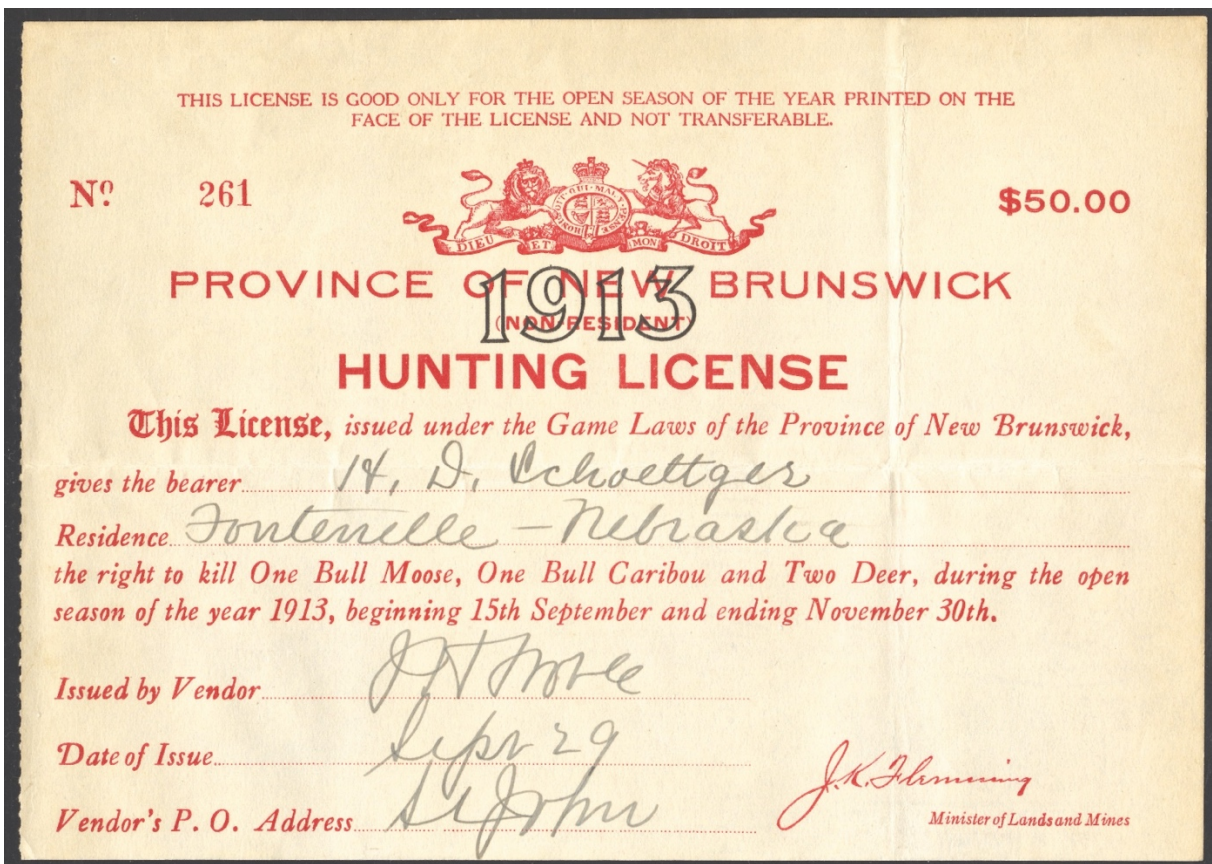 THIS LICENSE IS GOOD ONLY FOR THE OPEN SEASON OF THE YEAR PRINTED ON THE
FACE OF THE LICENSE AND NOT TRANSFERABLE.
No. 261
$50.00
HONI SOIT QUI MAL Y PENSE
DIEU ET MON DROIT
PROVINCE OF NEW BRUNSWICK
1913
(NON-RESIDENT)
HUNTING LICENSE
This License, issued under the Game Laws of the Province of New Brunswick,
gives the bearer H. D. Schoettger
Residence Fontenelle - Nebraska
the right to kill One Bull Moose, One Bull Caribou and Two Deer, during the open
season of the year 1913, beginning 15th September and ending November 30th.
Issued by Vendor
Date of Issue Sept 29
Vendor's P. O. Address St John
J. K. Flemming
Minister of Lands and Mines